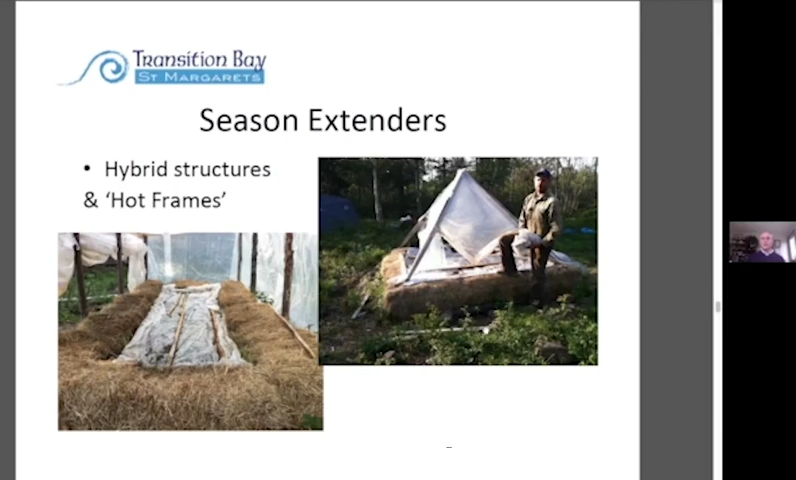 Transition Bay
St Margarets
Season Extenders
• Hybrid structures
& ‘Hot Frames’